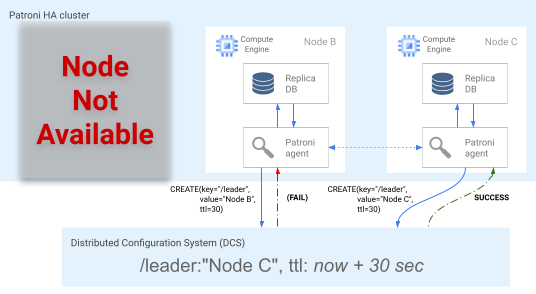 Patroni HA cluster
Node
Not
Available
Compute
Engine
Node B
Replica
DB
Patroni
agent
Compute
Engine
Node C
Replica
DB
Patroni
agent
CREATE(key="/leader",
value="Node B",
ttl=30)
(FAIL)
CREATE(key="/leader",
value="Node C",
ttl=30)
SUCCESS
Distributed Configuration System (DCS)
/leader:"Node C", ttl: now + 30 sec